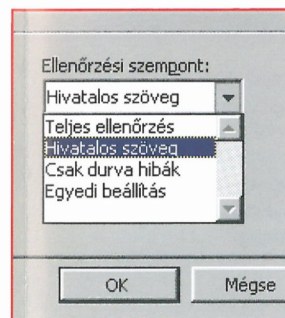 Ellenőrzési szempont:
Hivatalos szöveg
Teljes ellenőrzés
Hivatalos szöveg
Csak durva hibák
Egyedi beállítás
OK
Mégse